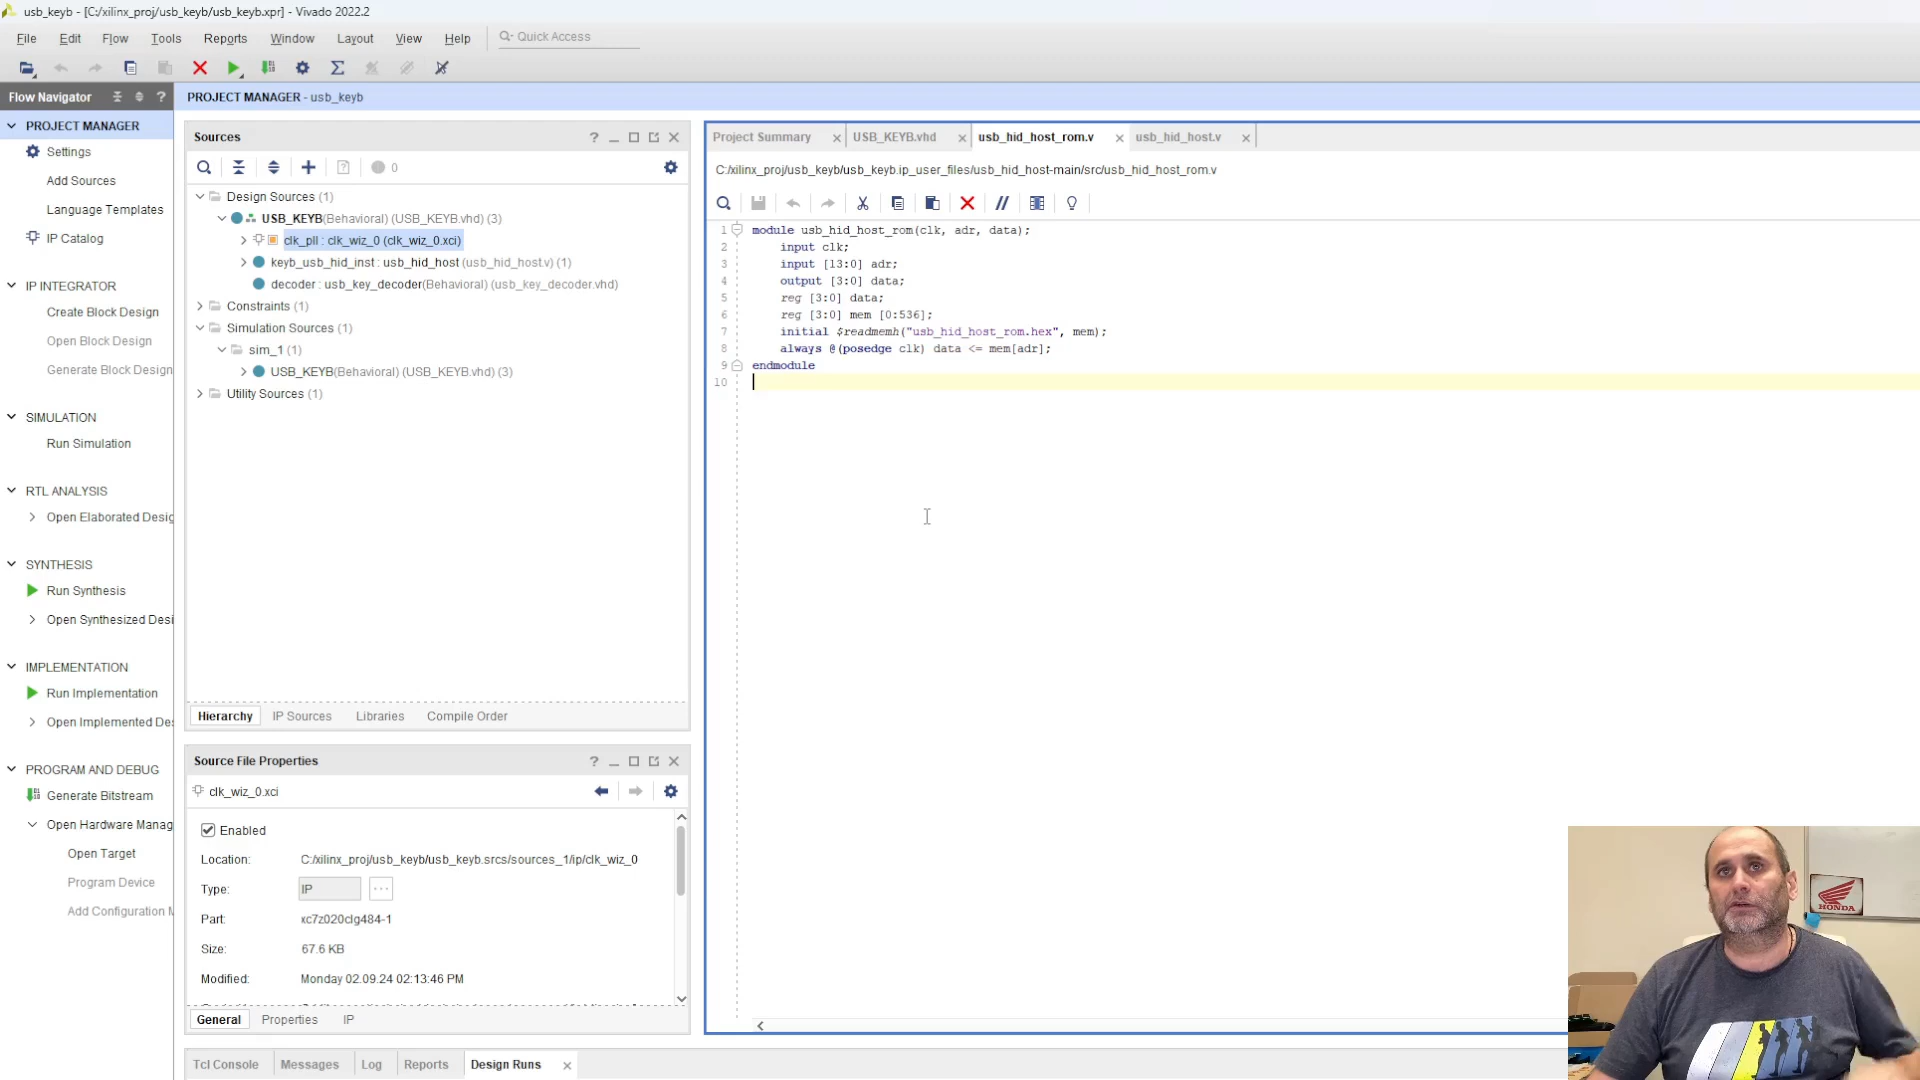 usb_keyb - [C:/xilinx_proj/usb_keyb/usb_keyb.xpr] - Vivado 2022.2
File Edit Flow Tools Reports Window Layout View Help Quick Access
Flow Navigator
PROJECT MANAGER - usb_keyb
PROJECT MANAGER
Settings
Add Sources
Language Templates
IP Catalog
IP INTEGRATOR
Create Block Design
Open Block Design
Generate Block Design
SIMULATION
Run Simulation
RTL ANALYSIS
Open Elaborated Desig
SYNTHESIS
Run Synthesis
Open Synthesized Desi
IMPLEMENTATION
Run Implementation
Open Implemented Des
PROGRAM AND DEBUG
Generate Bitstream
Open Hardware Manag
Open Target
Program Device
Add Configuration M
Sources
0
Design Sources (1)
USB_KEYB(Behavioral) (USB_KEYB.vhd) (3)
clk_pll : clk_wiz_0 (clk_wiz_0.xci)
keyb_usb_hid_inst : usb_hid_host (usb_hid_host.v) (1)
decoder : usb_key_decoder(Behavioral) (usb_key_decoder.vhd)
Constraints (1)
Simulation Sources (1)
sim_1 (1)
USB_KEYB(Behavioral) (USB_KEYB.vhd) (3)
Utility Sources (1)
Hierarchy IP Sources Libraries Compile Order
Source File Properties
clk_wiz_0.xci
Enabled
Location: C:/xilinx_proj/usb_keyb/usb_keyb.srcs/sources_1/ip/clk_wiz_0
Type: IP
Part: xc7z020clg484-1
Size: 67.6 KB
Modified: Monday 02.09.24 02:13:46 PM
General Properties IP
Tcl Console Messages Log Reports Design Runs
Project Summary USB_KEYB.vhd usb_hid_host_rom.v usb_hid_host.v
C:/xilinx_proj/usb_keyb/usb_keyb.ip_user_files/usb_hid_host-main/src/usb_hid_host_rom.v
1 module usb_hid_host_rom(clk, adr, data);
2 input clk;
3 input [13:0] adr;
4 output [3:0] data;
5 reg [3:0] data;
6 reg [3:0] mem [0:536];
7 initial $readmemh("usb_hid_host_rom.hex", mem);
8 always @(posedge clk) data <= mem[adr];
9 endmodule
10
HONDA